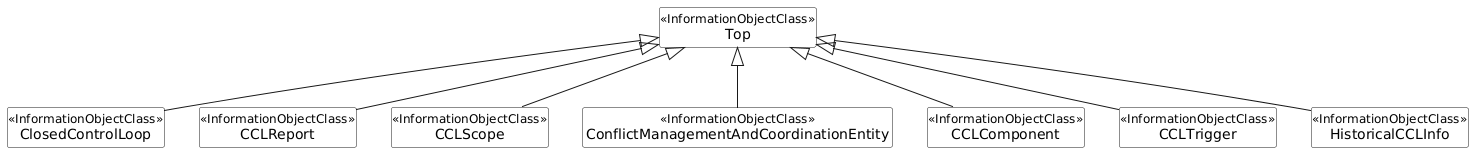 «InformationObjectClass»
Top
«InformationObjectClass»
ClosedControlLoop
«InformationObjectClass»
CCLReport
«InformationObjectClass»
CCLScope
«InformationObjectClass»
ConflictManagementAndCoordinationEntity
«InformationObjectClass»
CCLComponent
«InformationObjectClass»
CCLTrigger
«InformationObjectClass»
HistoricalCCLInfo